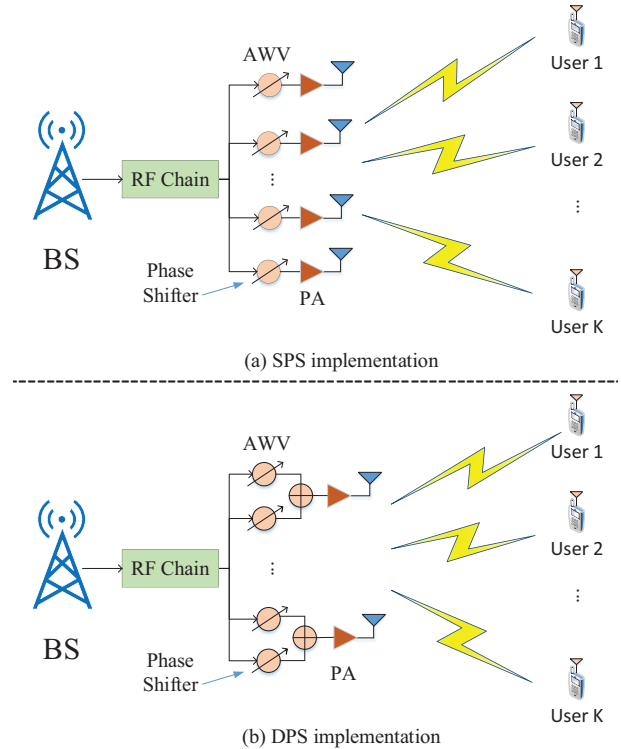 AWV
User 1
RF Chain
User 2
⋮
⋮
BS
Phase
Shifter
PA
User K
(a) SPS implementation
AWV
User 1
RF Chain
User 2
⋮
⋮
BS
Phase
Shifter
PA
User K
(b) DPS implementation